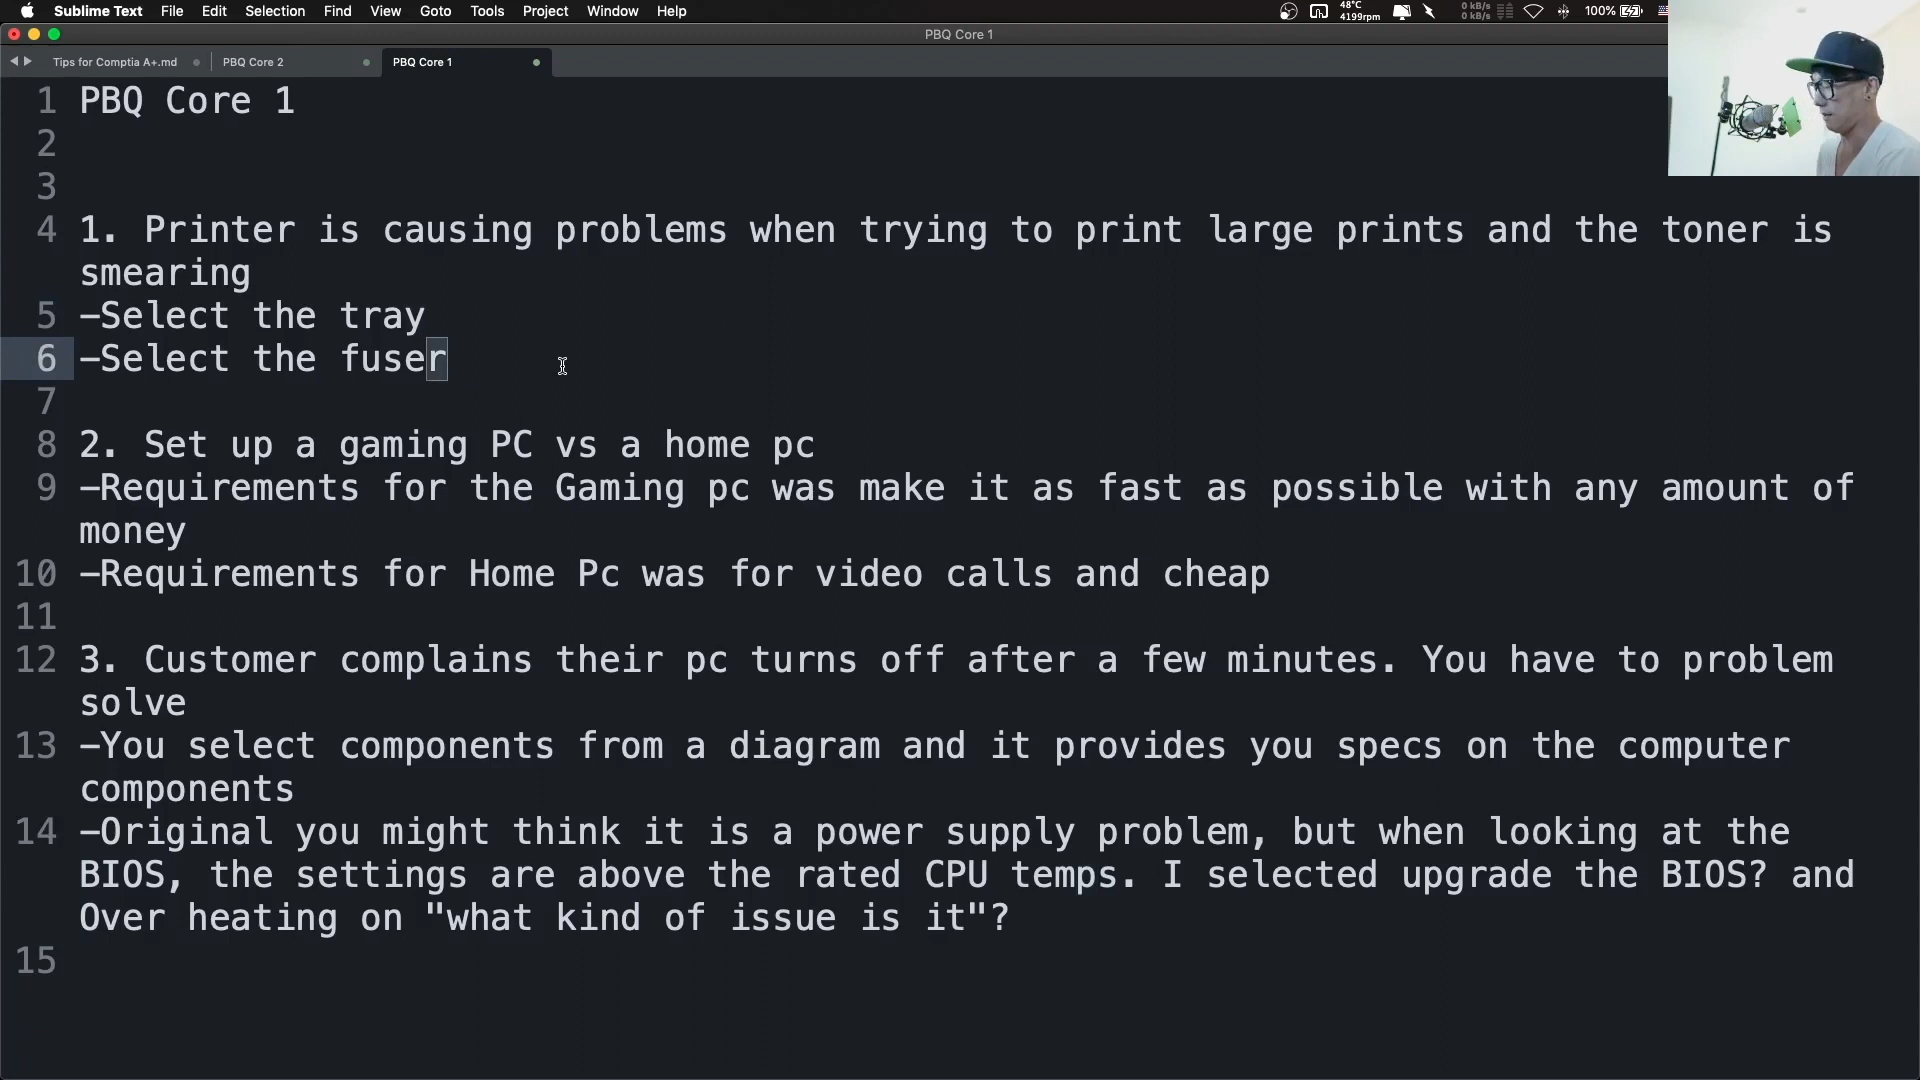 Sublime Text File Edit Selection Find View Goto Tools Project Window Help 48°C 4199rpm 0 kB/s 0 kB/s 100%
PBQ Core 1
Tips for Comptia A+.md PBQ Core 2 PBQ Core 1
1 PBQ Core 1
2
3
4 1. Printer is causing problems when trying to print large prints and the toner is
smearing
5 -Select the tray
6 -Select the fuser
7
8 2. Set up a gaming PC vs a home pc
9 -Requirements for the Gaming pc was make it as fast as possible with any amount of
money
10 -Requirements for Home Pc was for video calls and cheap
11
12 3. Customer complains their pc turns off after a few minutes. You have to problem
solve
13 -You select components from a diagram and it provides you specs on the computer
components
14 -Original you might think it is a power supply problem, but when looking at the
BIOS, the settings are above the rated CPU temps. I selected upgrade the BIOS? and
Over heating on "what kind of issue is it"?
15